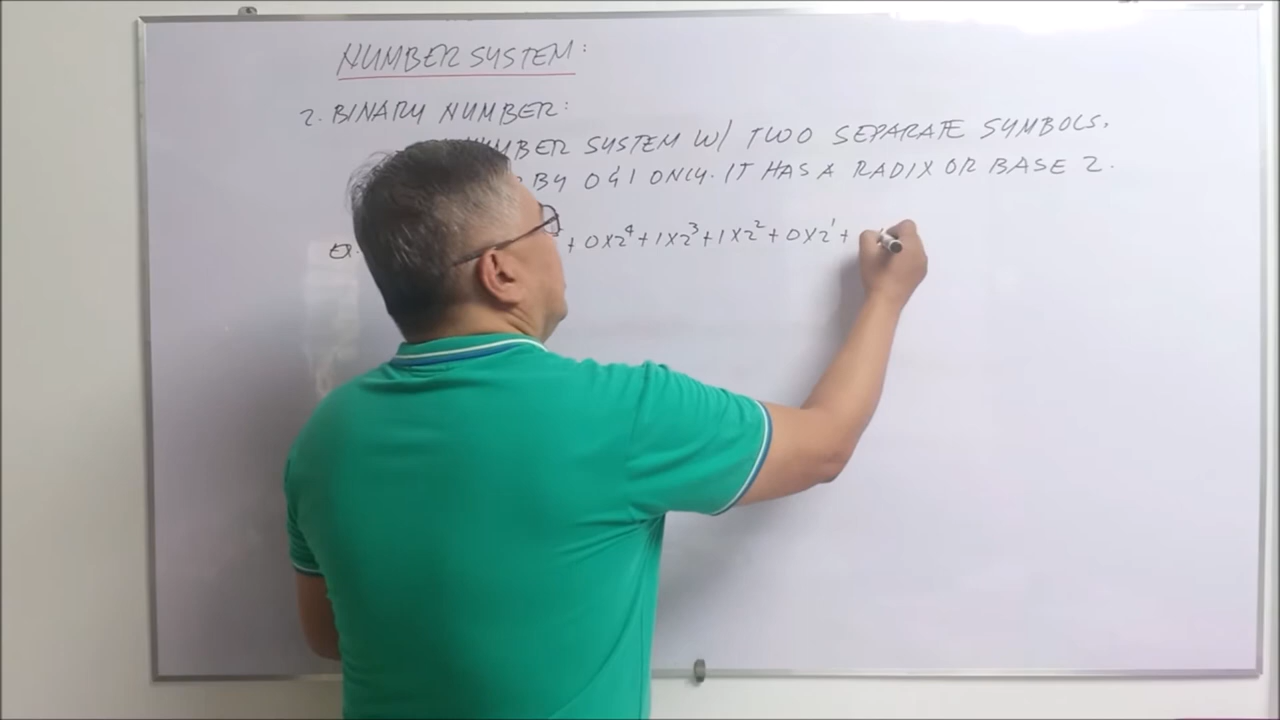 NUMBER SYSTEM:
2. BINARY NUMBER:
NUMBER SYSTEM W/ TWO SEPARATE SYMBOLS.
BY 0 & 1 ONLY. IT HAS A RADIX OR BASE 2.
EX. + 0X2⁴ + 1X2³ + 1X2² + 0X2¹ +